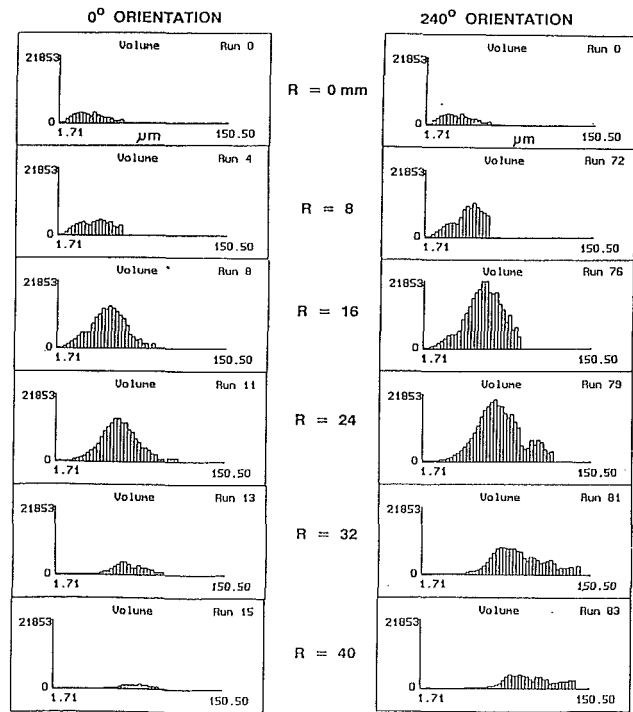 0° ORIENTATION
240° ORIENTATION
Volume Run 0
21853
0
1.71 µm 150.50
R = 0 mm
Volume Run 0
21853
0
1.71 µm 150.50
Volume Run 4
21853
0
1.71 150.50
R = 8
Volume Run 72
21853
0
1.71 150.50
Volume Run 8
21853
0
1.71 150.50
R = 16
Volume Run 76
21853
0
1.71 150.50
Volume Run 11
21853
0
1.71 150.50
R = 24
Volume Run 79
21853
0
1.71 150.50
Volume Run 13
21853
0
1.71 150.50
R = 32
Volume Run 81
21853
0
1.71 150.50
Volume Run 15
21853
0
1.71 150.50
R = 40
Volume Run 83
21853
0
1.71 150.50